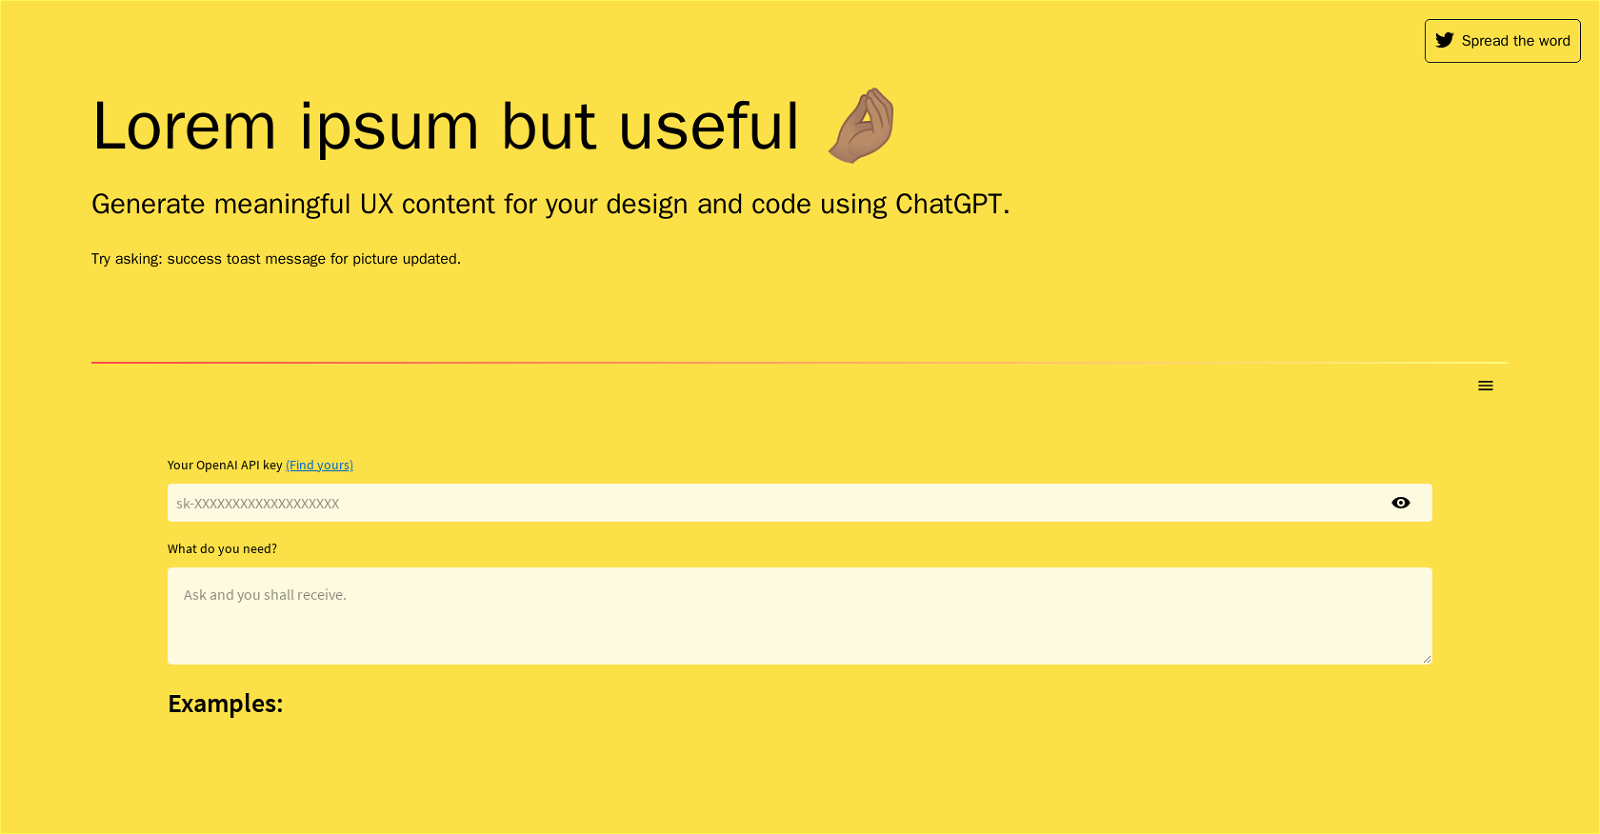 Spread the word
Lorem ipsum but useful 🤌🏽
Generate meaningful UX content for your design and code using ChatGPT.
Try asking: success toast message for picture updated.
Your OpenAI API key (Find yours)
sk-XXXXXXXXXXXXXXXXXXX
What do you need?
Ask and you shall receive.
Examples: